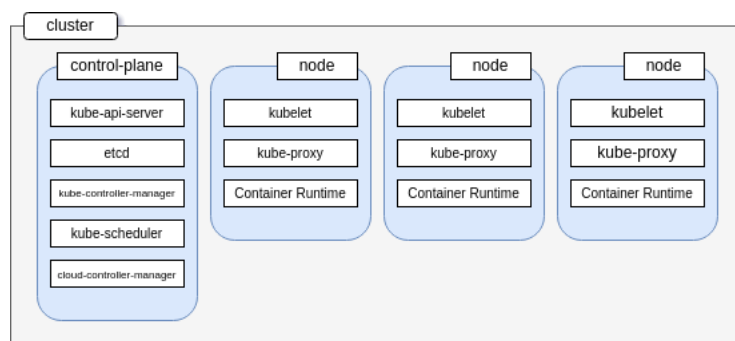 cluster
control-plane
kube-api-server
etcd
kube-controller-manager
kube-scheduler
cloud-controller-manager
node
kubelet
kube-proxy
Container Runtime
node
kubelet
kube-proxy
Container Runtime
node
kubelet
kube-proxy
Container Runtime